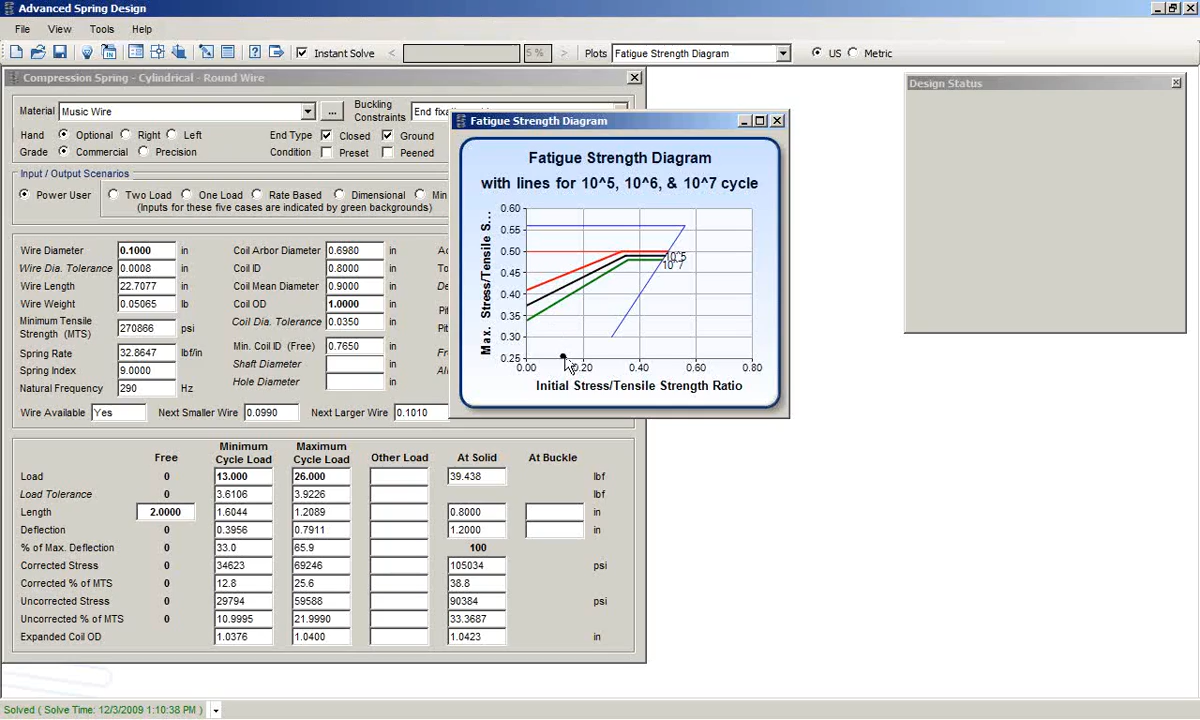 Advanced Spring Design
File View Tools Help
Instant Solve < 5 % > Plots Fatigue Strength Diagram US Metric
Compression Spring - Cylindrical - Round Wire
Material Music Wire ... Buckling Constraints
Hand Optional Right Left End Type Closed Ground
Grade Commercial Precision Condition Preset Peened
Input / Output Scenarios
Power User Two Load One Load Rate Based Dimensional Min
(Inputs for these five cases are indicated by green backgrounds)
Wire Diameter 0.1000 in Coil Arbor Diameter 0.6980 in
Wire Dia. Tolerance 0.0008 in Coil ID 0.8000 in
Wire Length 22.7077 in Coil Mean Diameter 0.9000 in
Wire Weight 0.05065 lb Coil OD 1.0000 in
Minimum Tensile Strength (MTS) 270866 psi Coil Dia. Tolerance 0.0350 in
Spring Rate 32.8647 lbf/in Min. Coil ID (Free) 0.7650 in
Spring Index 9.0000 Shaft Diameter in
Natural Frequency 290 Hz Hole Diameter in
Wire Available Yes Next Smaller Wire 0.0990 Next Larger Wire 0.1010
Free Minimum Cycle Load Maximum Cycle Load Other Load At Solid At Buckle
Load 0 13.000 26.000 39.438 lbf
Load Tolerance 0 3.6106 3.9226 lbf
Length 2.0000 1.6044 1.2089 0.8000 in
Deflection 0 0.3956 0.7911 1.2000 in
% of Max. Deflection 0 33.0 65.9 100
Corrected Stress 0 34623 69246 105034 psi
Corrected % of MTS 0 12.8 25.6 38.8
Uncorrected Stress 0 29794 59588 90384 psi
Uncorrected % of MTS 0 10.9995 21.9990 33.3687
Expanded Coil OD 1.0376 1.0400 1.0423 in
Fatigue Strength Diagram
Fatigue Strength Diagram
with lines for 10^5, 10^6, & 10^7 cycle
Max. Stress/Tensile S...
0.60
0.55
0.50
0.45
0.40
0.35
0.30
0.25
10^5
10^7
0.00 0.20 0.40 0.60 0.80
Initial Stress/Tensile Strength Ratio
Design Status
Solved ( Solve Time: 12/3/2009 1:10:38 PM )